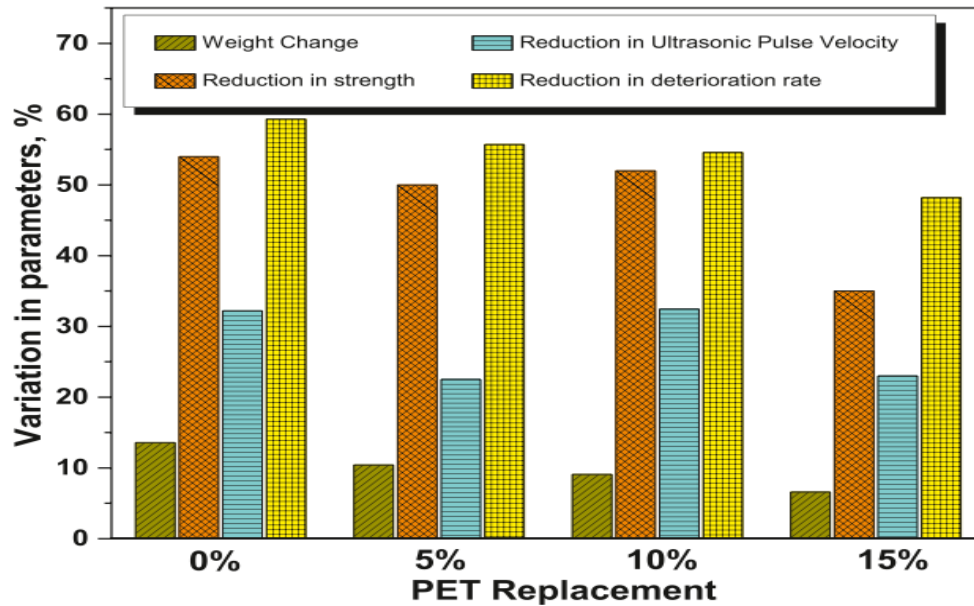 70
60
50
40
30
20
10
0
Variation in parameters, %
Weight Change
Reduction in Ultrasonic Pulse Velocity
Reduction in strength
Reduction in deterioration rate
0% 5% 10% 15%
PET Replacement